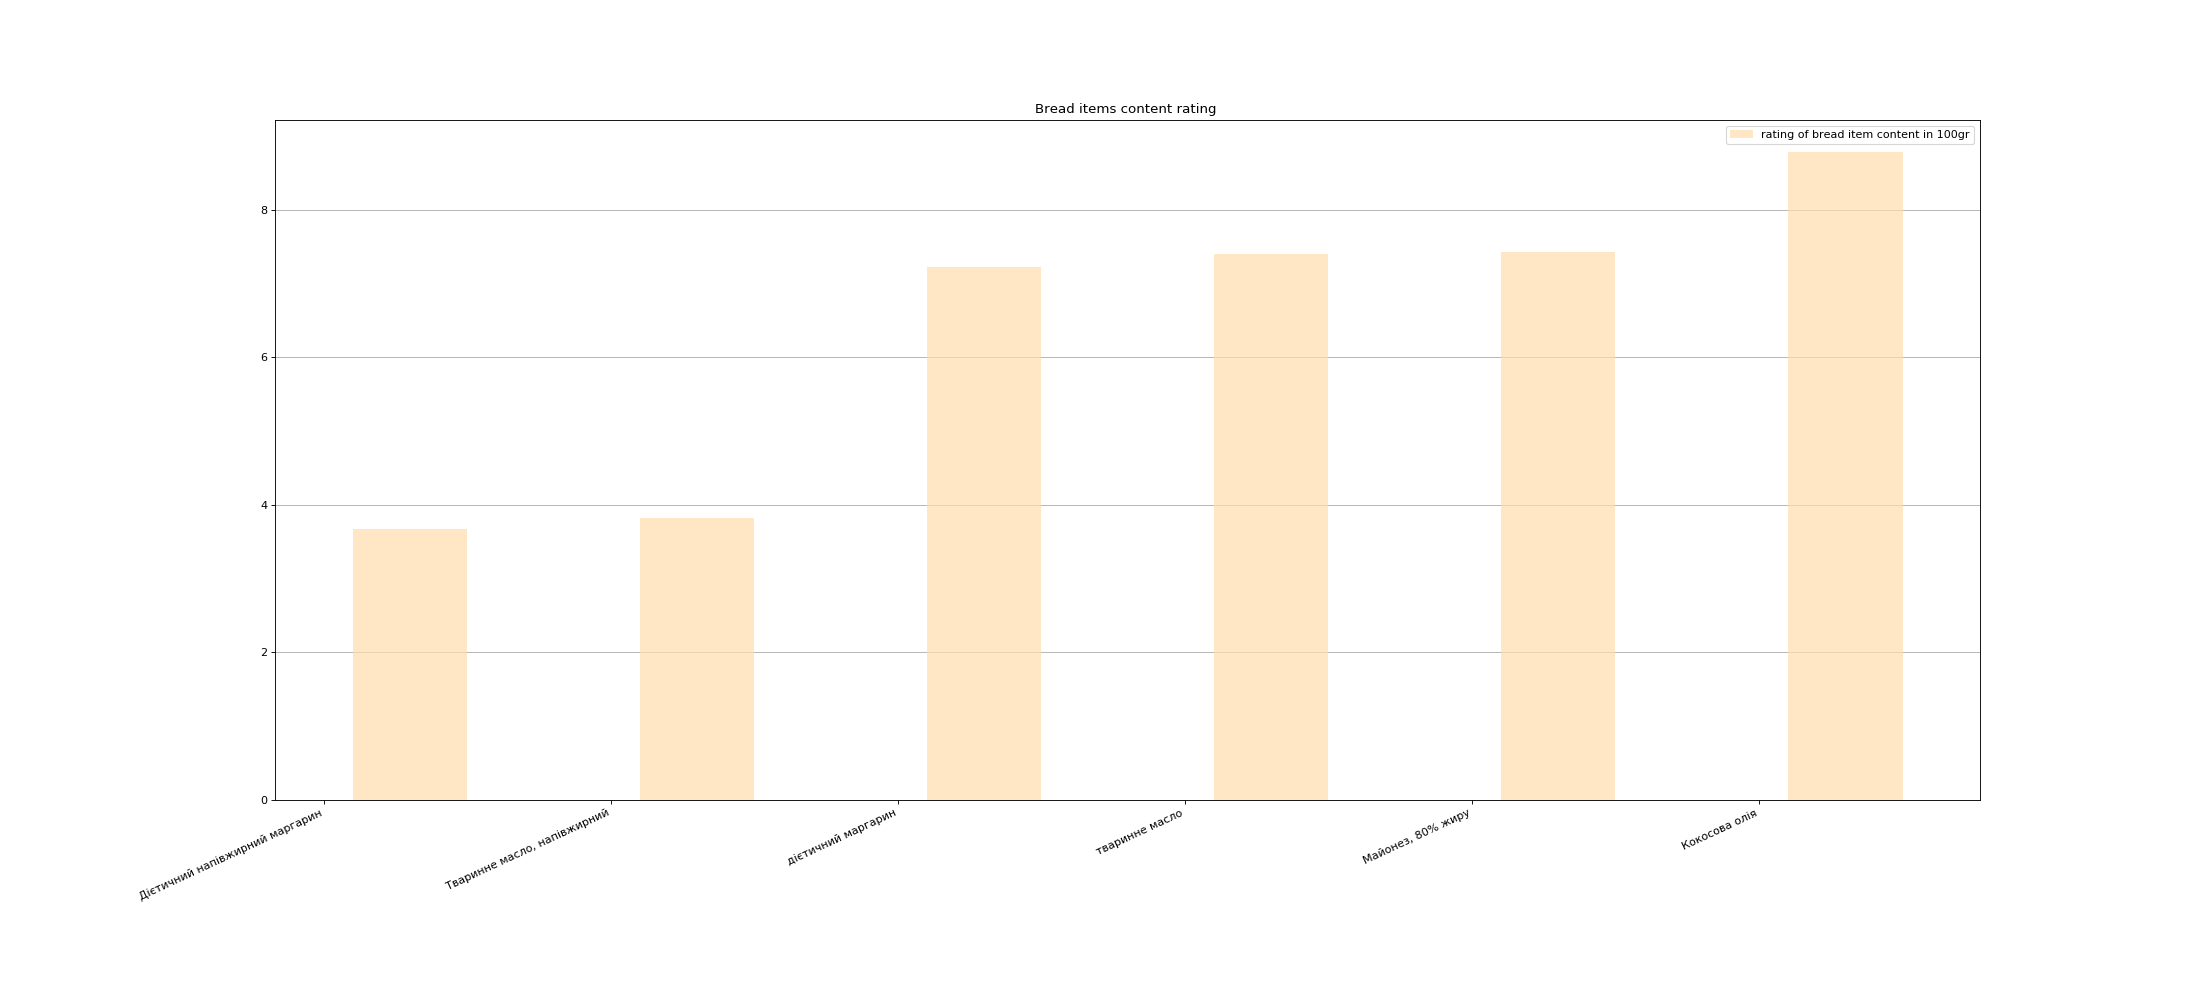 Bread items content rating
rating of bread item content in 100gr
8
6
4
2
0
Дієтичний напівжирний маргарин
Тваринне масло, напівжирний
дієтичний маргарин
тваринне масло
Майонез, 80% жиру
Кокосова олія